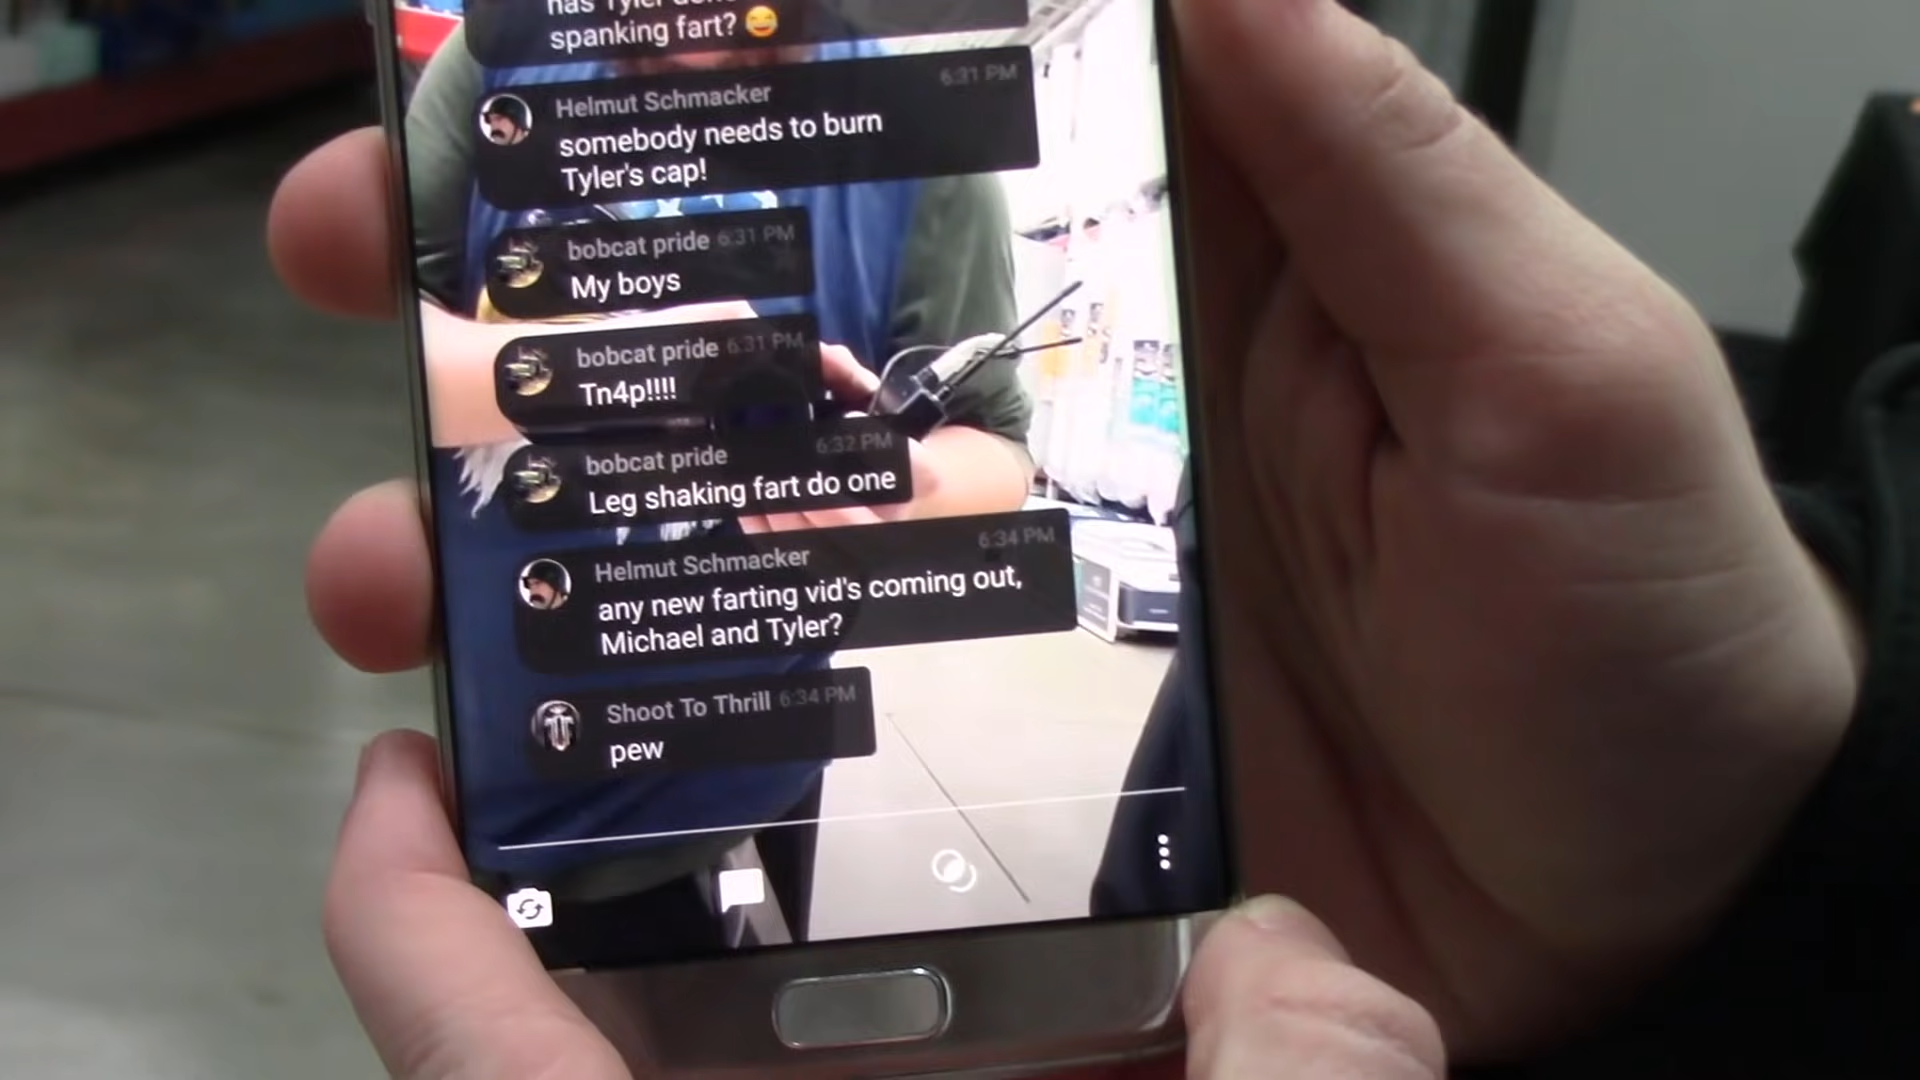 has Tyler
spanking fart? 😂
Helmut Schmacker 6:31 PM
somebody needs to burn
Tyler's cap!
bobcat pride 6:31 PM
My boys
bobcat pride 6:31 PM
Tn4p!!!!
bobcat pride 6:32 PM
Leg shaking fart do one
Helmut Schmacker 6:34 PM
any new farting vid's coming out,
Michael and Tyler?
Shoot To Thrill 6:34 PM
pew